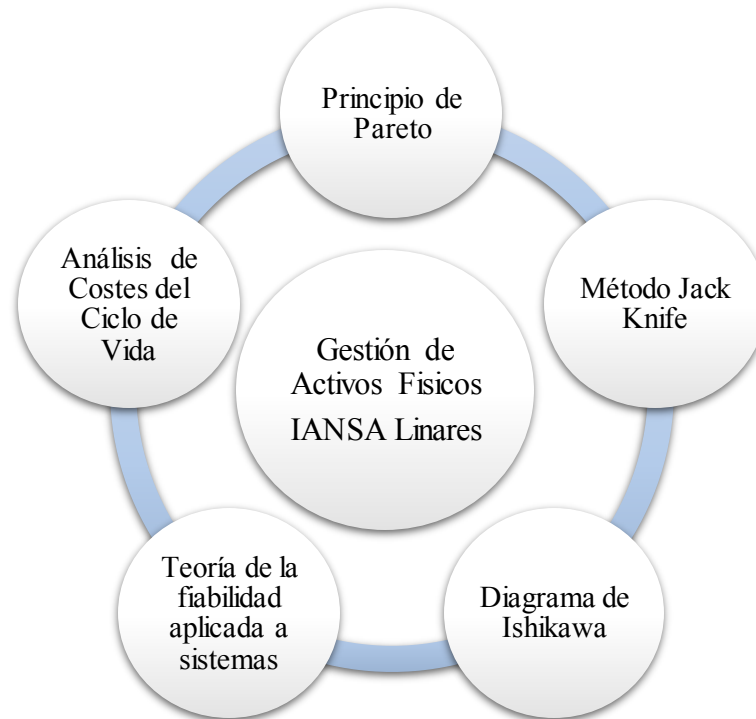 Principio de
Pareto
Análisis de
Costes del
Ciclo de
Vida
Método Jack
Knife
Gestión de
Activos Fisicos
IANSA Linares
Teoría de la
fiabilidad
aplicada a
sistemas
Diagrama de
Ishikawa